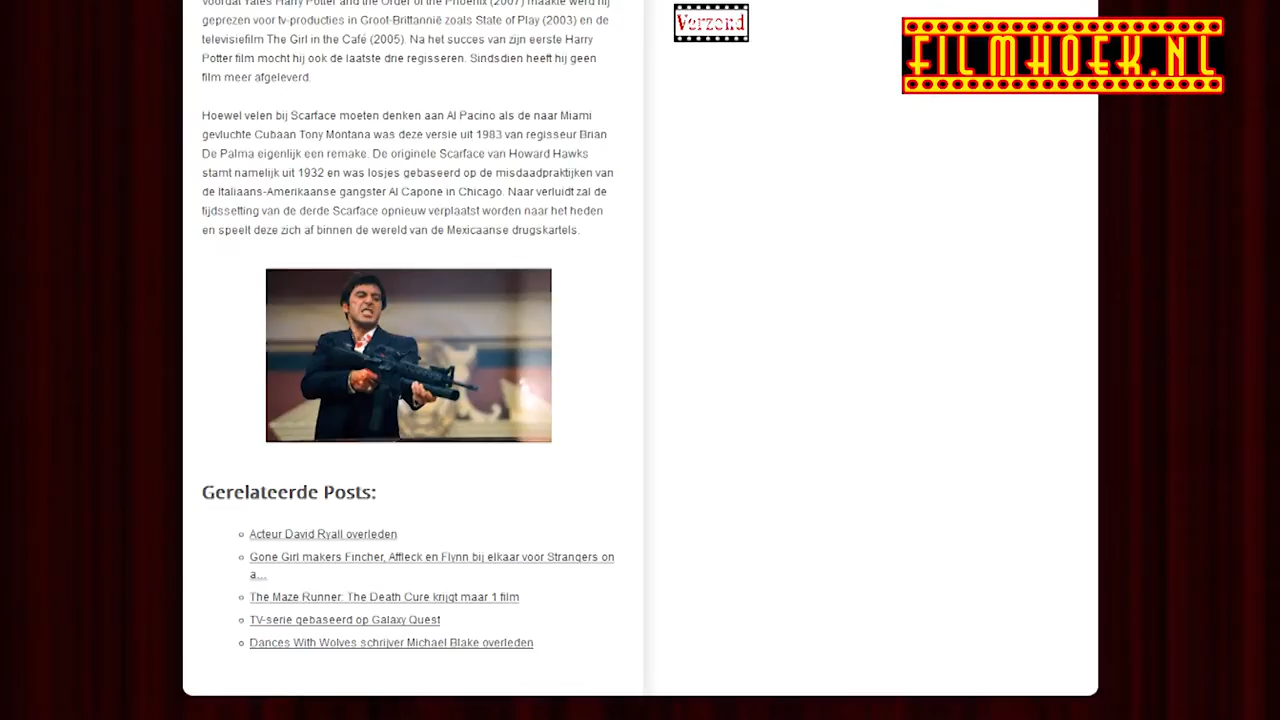 voordat Yates Harry Potter and the Order of the Phoenix (2007) maakte werd hij
geprezen voor tv-producties in Groot-Brittannië zoals State of Play (2003) en de
televisiefilm The Girl in the Café (2005). Na het succes van zijn eerste Harry
Potter film mocht hij ook de laatste drie regisseren. Sindsdien heeft hij geen
film meer afgeleverd.
Hoewel velen bij Scarface moeten denken aan Al Pacino als de naar Miami
gevluchte Cubaan Tony Montana was deze versie uit 1983 van regisseur Brian
De Palma eigenlijk een remake. De originele Scarface van Howard Hawks
stamt namelijk uit 1932 en was losjes gebaseerd op de misdaadpraktijken van
de Italiaans-Amerikaanse gangster Al Capone in Chicago. Naar verluidt zal de
tijdssetting van de derde Scarface opnieuw verplaatst worden naar het heden
en speelt deze zich af binnen de wereld van de Mexicaanse drugskartels.
Gerelateerde Posts:
Acteur David Ryall overleden
Gone Girl makers Fincher, Affleck en Flynn bij elkaar voor Strangers on
a...
The Maze Runner: The Death Cure krijgt maar 1 film
TV-serie gebaseerd op Galaxy Quest
Dances With Wolves schrijver Michael Blake overleden
Verzend
FILMHOEK.NL